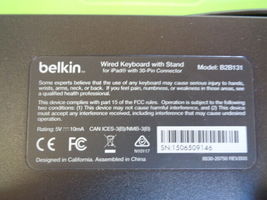 belkin
Wired Keyboard with Stand
for iPad® with 30-Pin Connector
Model: B2B131
Some experts believe that the use of any keyboard may cause serious injury to hands,
wrists, arms, neck, or back. If you feel pain, numbness, or weakness in these areas,
see a qualified health professional.
This device complies with part 15 of the FCC rules. Operation is subject to the following two
conditions: (1) This device may not cause harmful interference, and (2) this device must
accept any interference received, including interference that may cause undesired
operation.
Rating: 5V ⎓ 10mA CAN ICES-3(B)/NMB-3(B)
Designed in California. Assembled in China
N10117
SN:1506509146